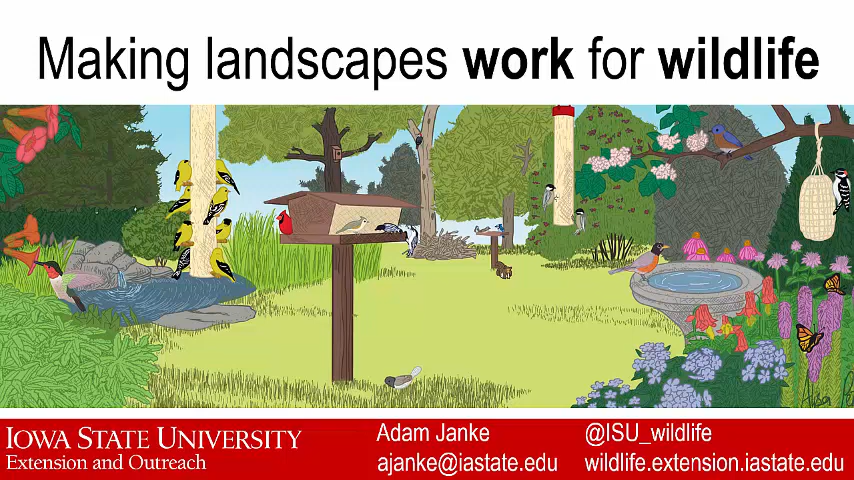 Making landscapes work for wildlife
IOWA STATE UNIVERSITY
Extension and Outreach
Adam Janke
ajanke@iastate.edu
@ISU_wildlife
wildlife.extension.iastate.edu